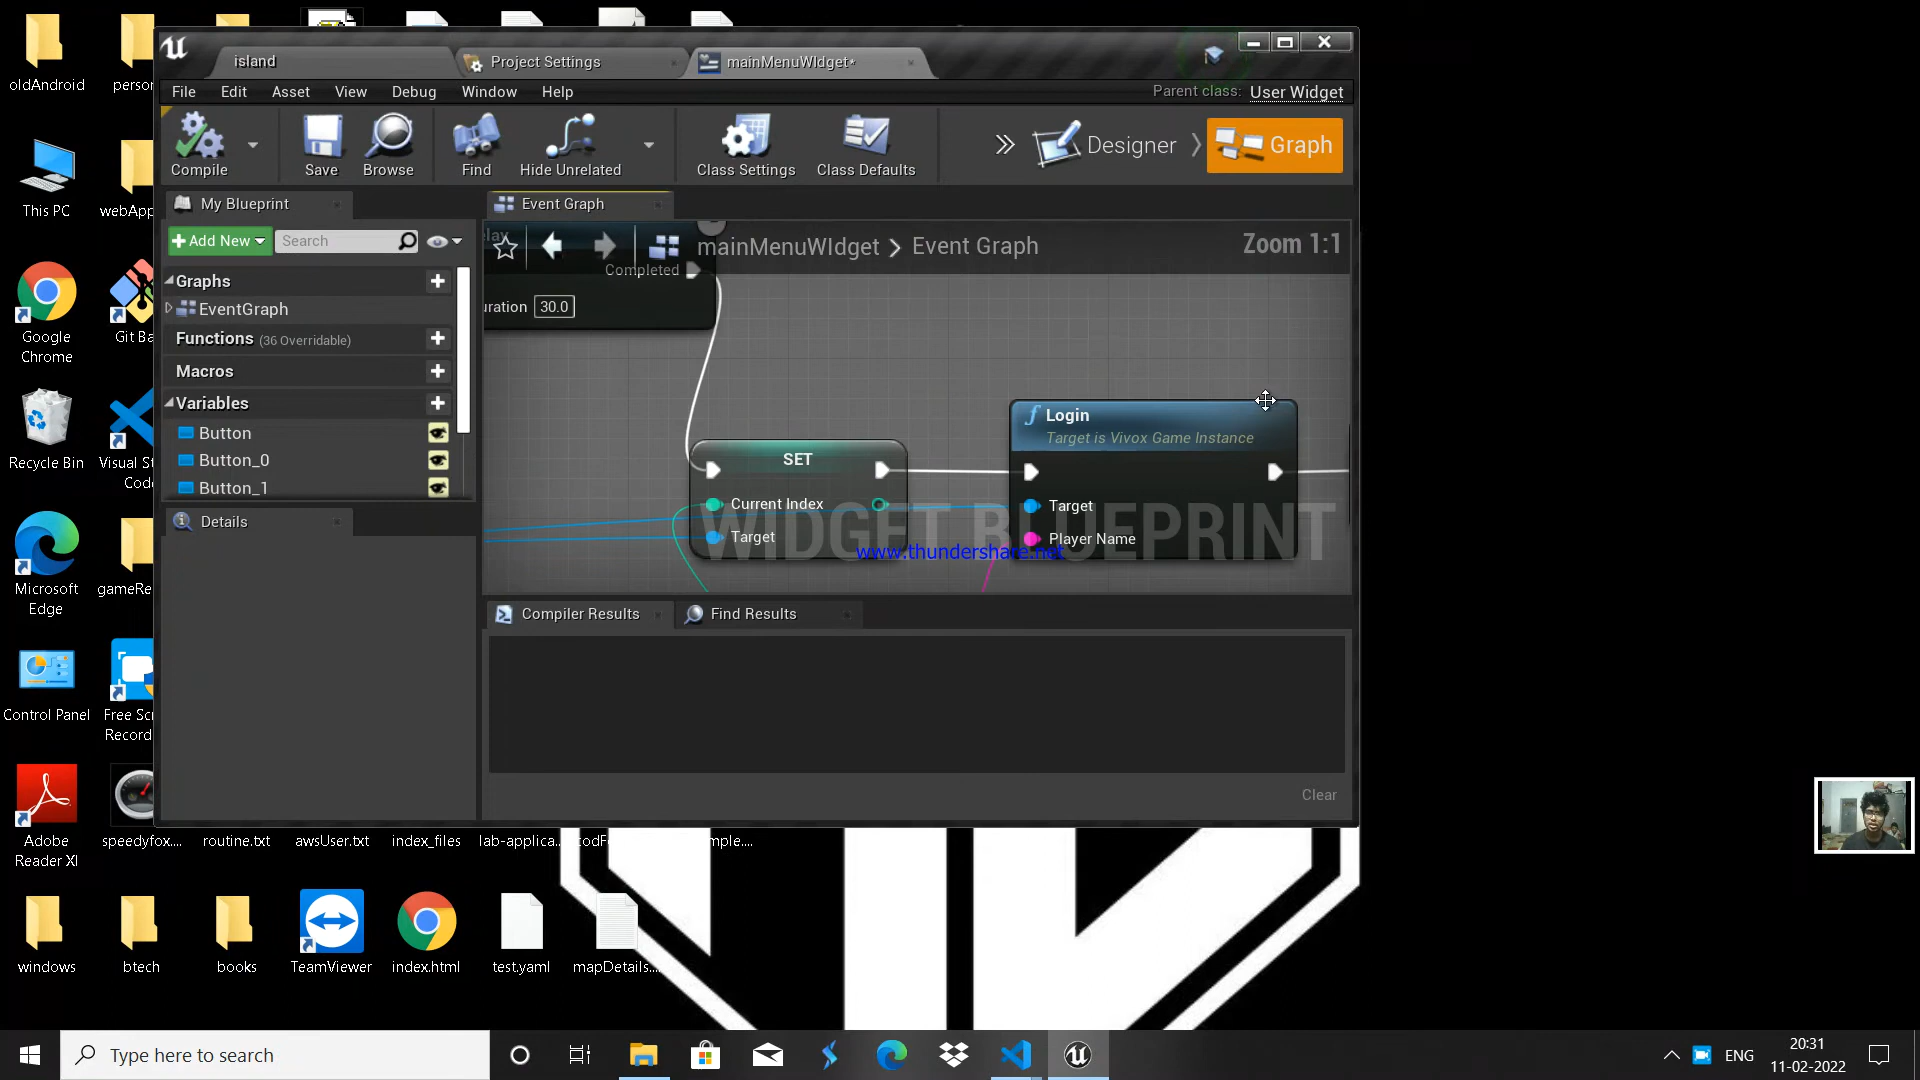 island
Project Settings
mainMenuWIdget*
File
Edit
Asset
View
Debug
Window
Help
Parent class: User Widget
Compile
Save
Browse
Find
Hide Unrelated
Class Settings
Class Defaults
Designer
Graph
My Blueprint
Add New
Search
Graphs
EventGraph
Functions (36 Overridable)
Macros
Variables
Button
Button_0
Button_1
Details
Event Graph
mainMenuWIdget > Event Graph
Zoom 1:1
elay
Completed
uration 30.0
SET
Current Index
Target
Login
Target is Vivox Game Instance
Target
Player Name
WIDGET BLUEPRINT
www.thundershare.net
Compiler Results
Find Results
Clear
oldAndroid
person
This PC
webApp
Google Chrome
Git Ba
Recycle Bin
Visual St
Code
Microsoft Edge
gameRe
Control Panel
Free Scr
Record
Adobe Reader XI
speedyfox....
routine.txt
awsUser.txt
index_files
lab-applica...
todF
mple....
windows
btech
books
TeamViewer
index.html
test.yaml
mapDetails....
Type here to search
ENG
20:31
11-02-2022